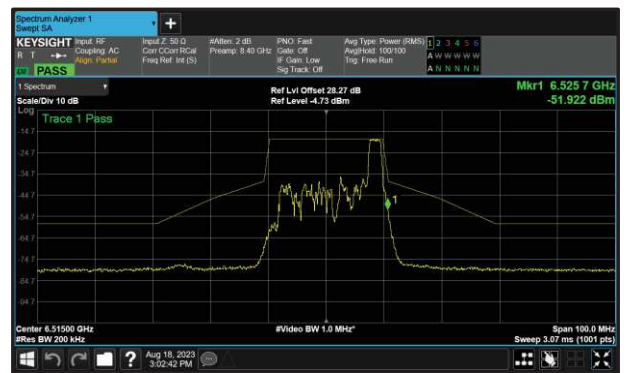 Spectrum Analyzer 1
Swept SA
+
KEYSIGHT Input: RF
R T Coupling: AC
Align: Partial
PASS
Input Z: 50 Ω
Corr CCorr RCal
Freq Ref: Int (S)
#Atten: 2 dB
Preamp: 8.40 GHz
PNO: Fast
Gate: Off
IF Gain: Low
Sig Track: Off
Avg Type: Power (RMS)
Avg|Hold: 100/100
Trig: Free Run
1 2 3 4 5 6
A W W W W W
A N N N N N
1 Spectrum
Scale/Div 10 dB
Ref Lvl Offset 28.27 dB
Ref Level -4.73 dBm
Mkr1 6.525 7 GHz
-51.922 dBm
Log
Trace 1 Pass
-14.7
-24.7
-34.7
-44.7
-54.7
-64.7
-74.7
-84.7
-94.7
1
Center 6.51500 GHz
#Res BW 200 kHz
#Video BW 1.0 MHz*
Span 100.0 MHz
Sweep 3.07 ms (1001 pts)
?
Aug 18, 2023
3:02:42 PM